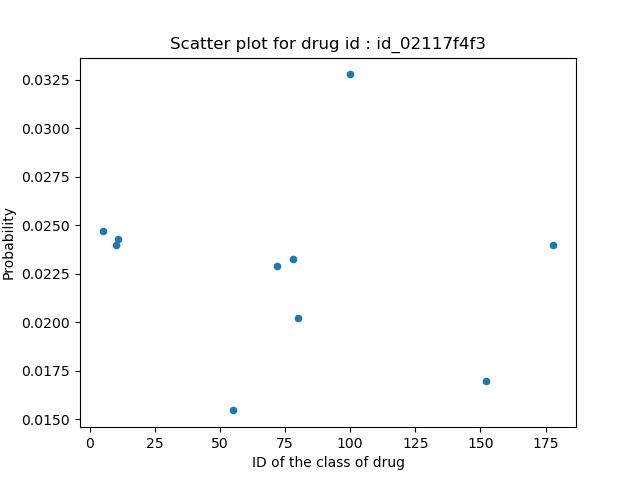 Scatter plot for drug id : id_02117f4f3
0.0325
0.0300
0.0275
0.0250
0.0225
0.0200
0.0175
0.0150
Probability
0 25 50 75 100 125 150 175
ID of the class of drug